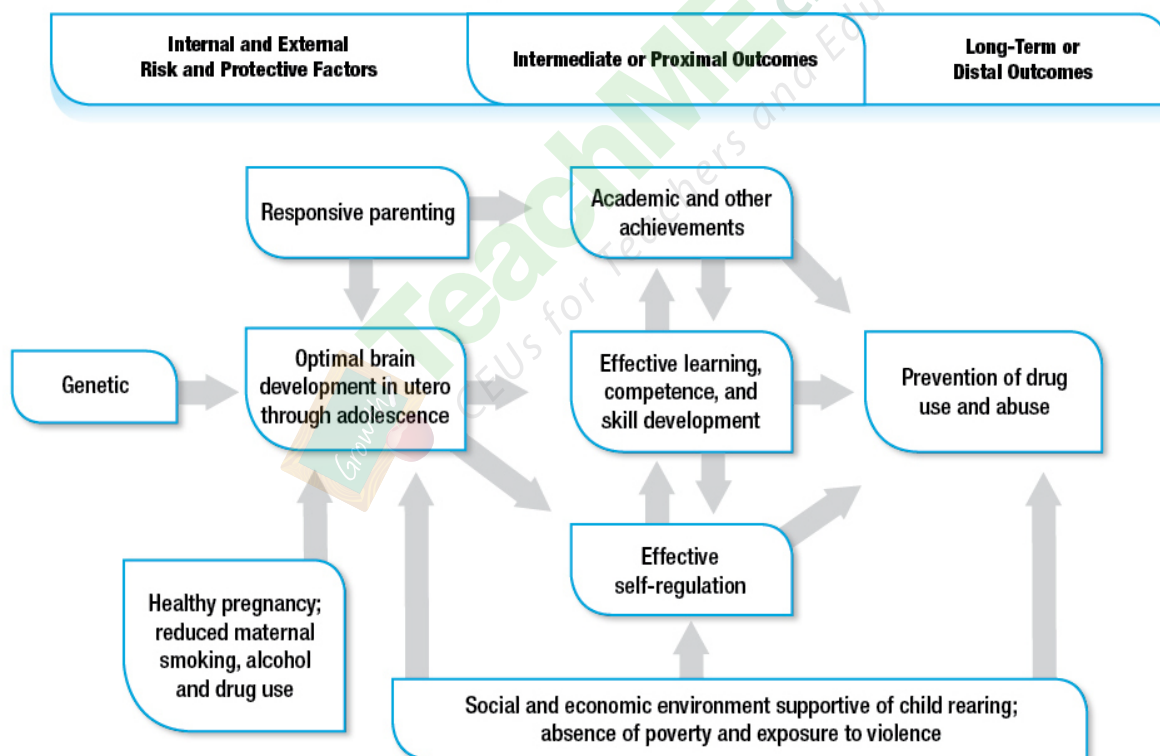 Internal and External
Risk and Protective Factors
Intermediate or Proximal Outcomes
Long-Term or
Distal Outcomes
Responsive parenting
Academic and other
achievements
Genetic
Optimal brain
development in utero
through adolescence
Effective learning,
competence, and
skill development
Prevention of drug
use and abuse
Effective
self-regulation
Healthy pregnancy;
reduced maternal
smoking, alcohol
and drug use
Social and economic environment supportive of child rearing;
absence of poverty and exposure to violence
Growin'
TeachME
CEUs for Teachers and